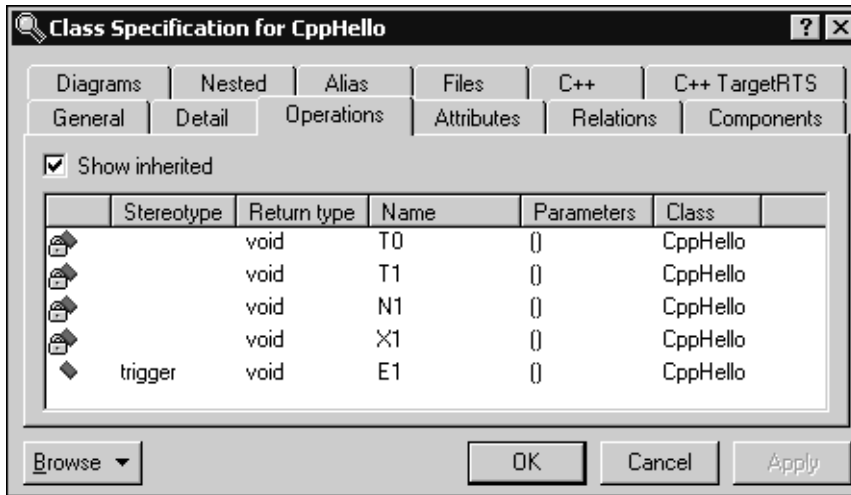 Class Specification for CppHello
Diagrams Nested Alias Files C++ C++ TargetRTS
General Detail Operations Attributes Relations Components
Show inherited
Stereotype Return type Name Parameters Class
void T0 () CppHello
void T1 () CppHello
void N1 () CppHello
void X1 () CppHello
trigger void E1 () CppHello
Browse OK Cancel Apply